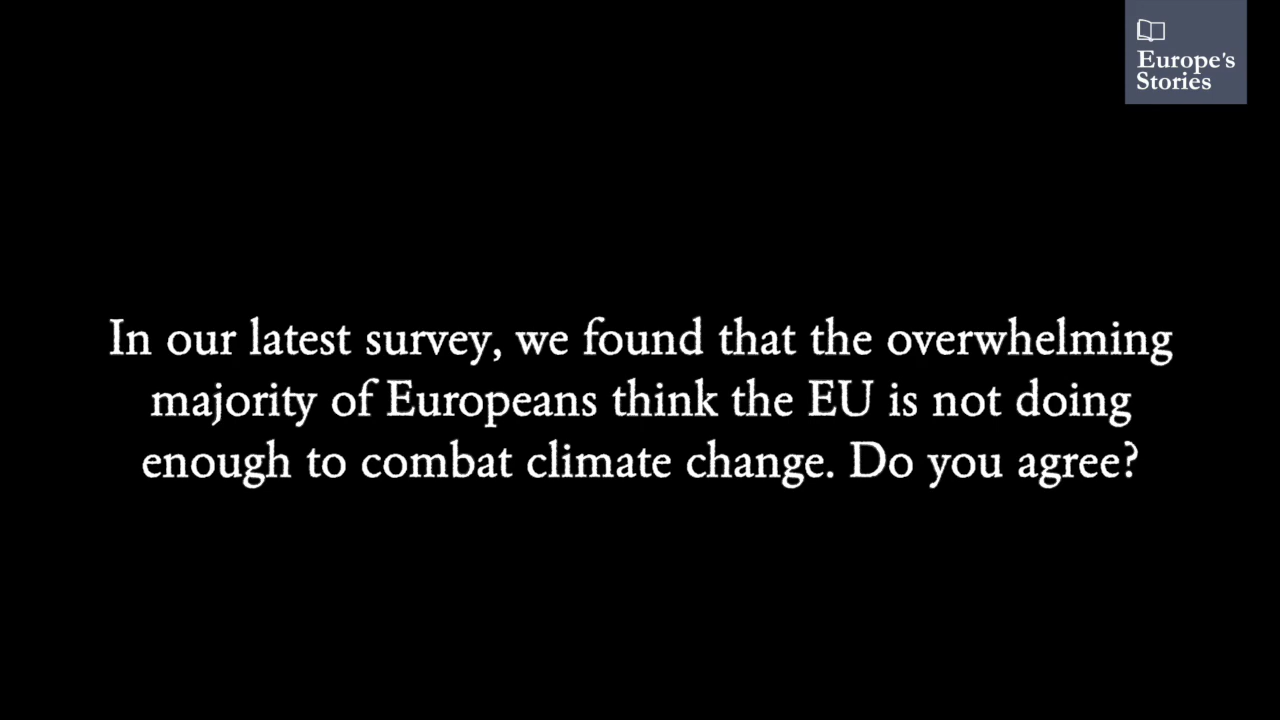 Europe's
Stories
In our latest survey, we found that the overwhelming
majority of Europeans think the EU is not doing
enough to combat climate change. Do you agree?